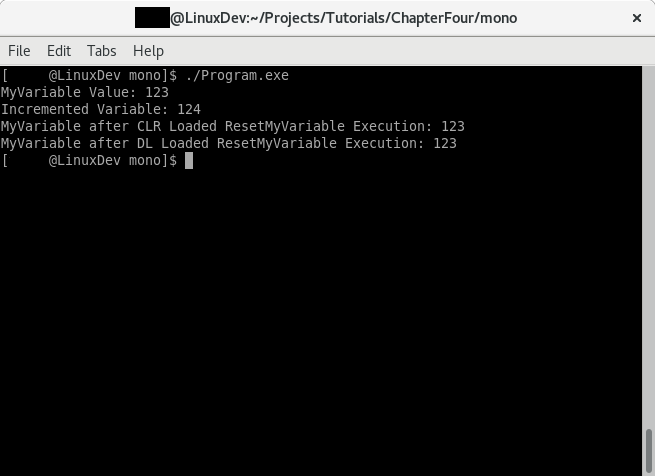 @LinuxDev:~/Projects/Tutorials/ChapterFour/mono ×
File Edit Tabs Help
[     @LinuxDev mono]$ ./Program.exe
MyVariable Value: 123
Incremented Variable: 124
MyVariable after CLR Loaded ResetMyVariable Execution: 123
MyVariable after DL Loaded ResetMyVariable Execution: 123
[     @LinuxDev mono]$